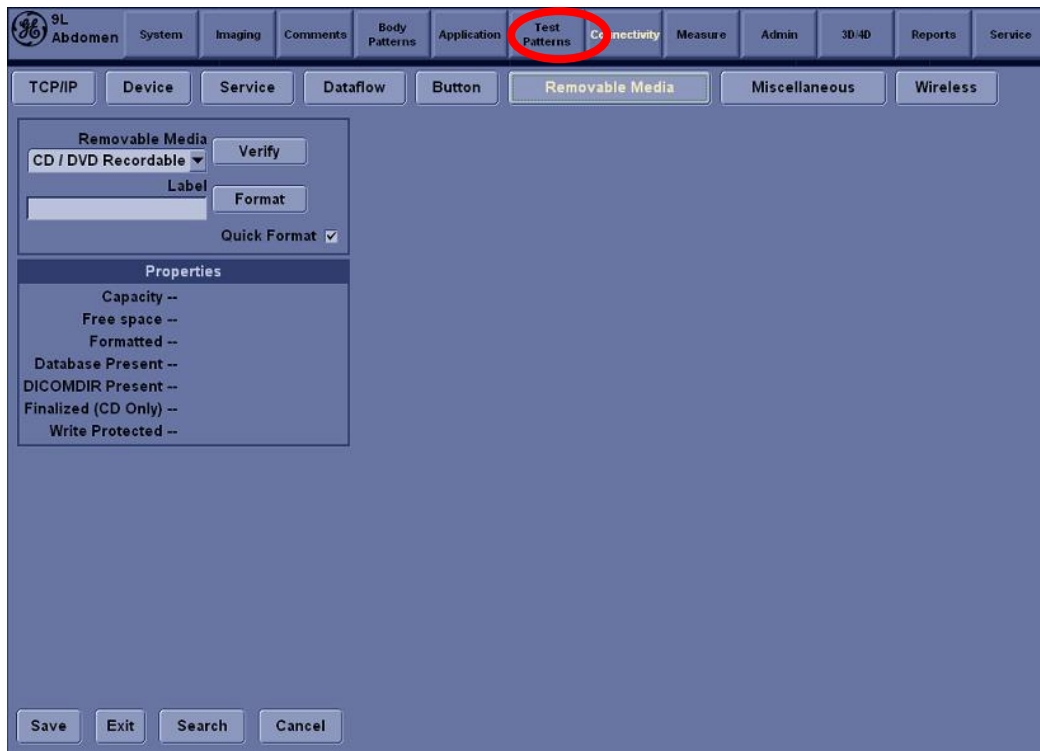 9L
Abdomen
System
Imaging
Comments
Body
Patterns
Application
Test
Patterns
Connectivity
Measure
Admin
3D/4D
Reports
Service
TCP/IP
Device
Service
Dataflow
Button
Removable Media
Miscellaneous
Wireless
Removable Media
CD / DVD Recordable
Verify
Label
Format
Quick Format
Properties
Capacity --
Free space --
Formatted --
Database Present --
DICOMDIR Present --
Finalized (CD Only) --
Write Protected --
Save
Exit
Search
Cancel